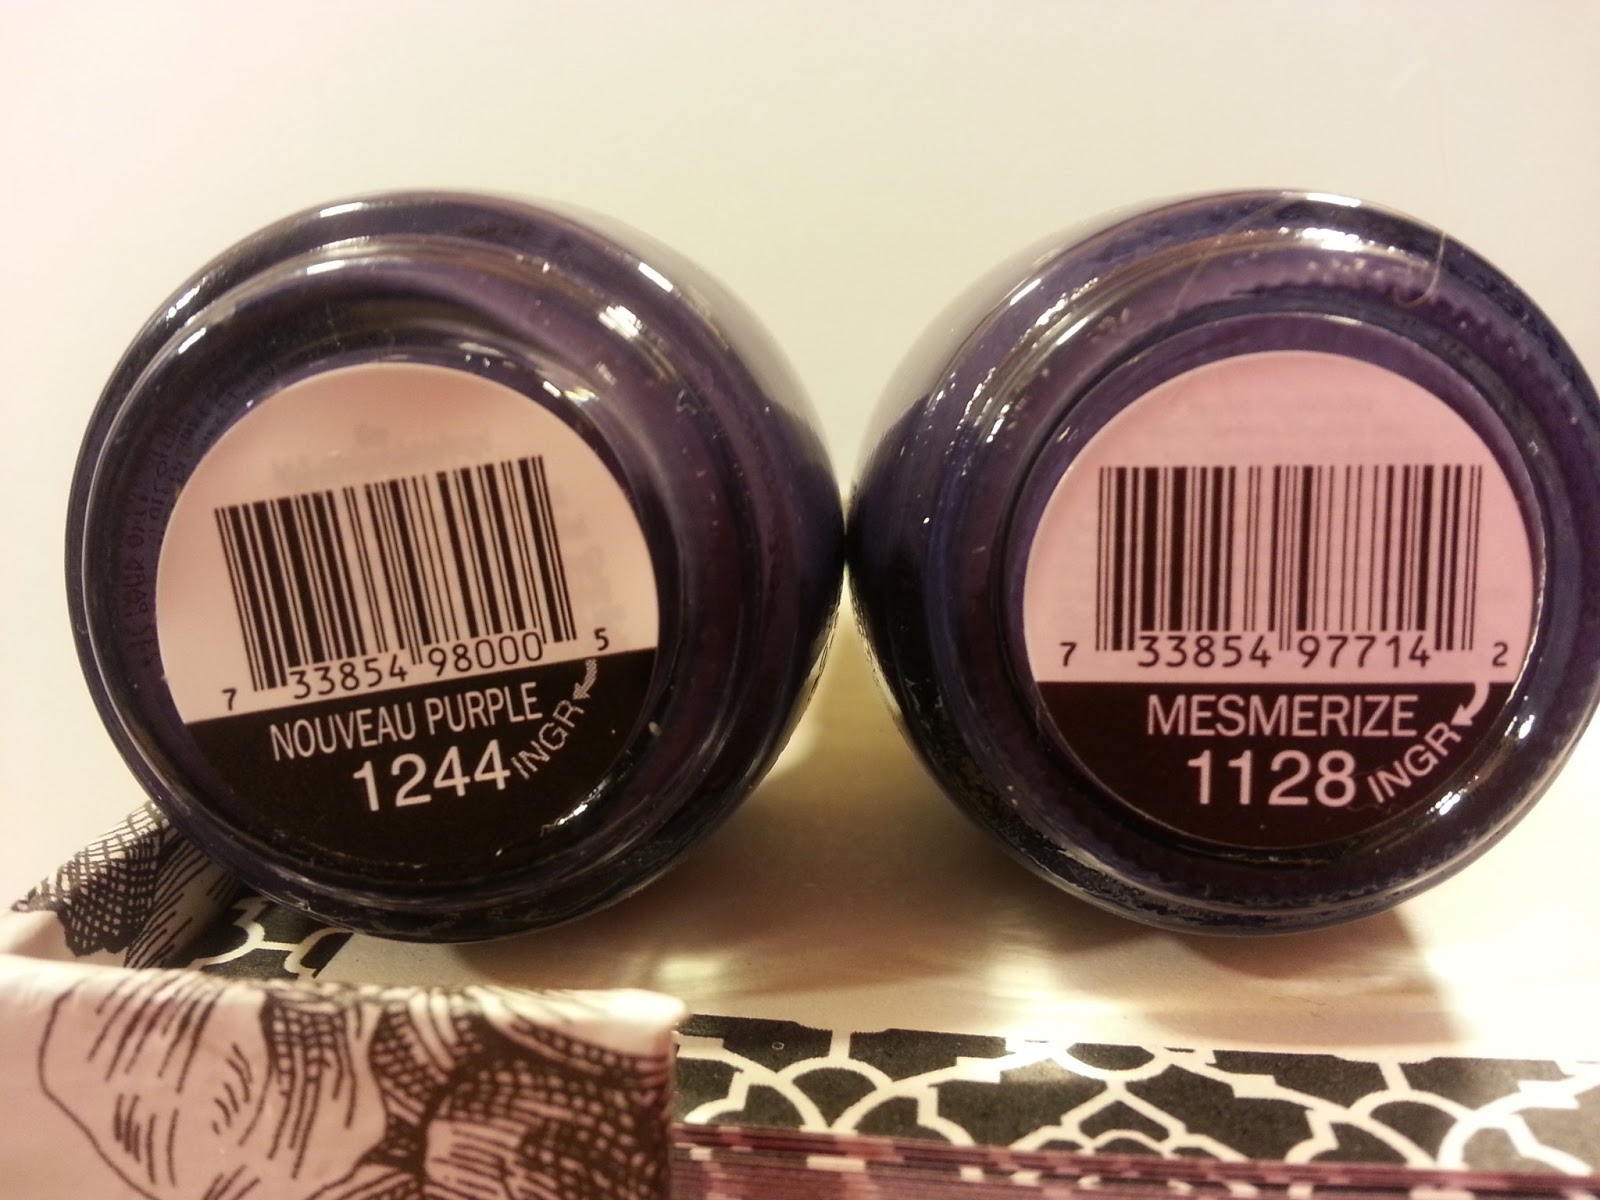 7 33854 98000 5
NOUVEAU PURPLE
1244 INGR
7 33854 97714 2
MESMERIZE
1128 INGR